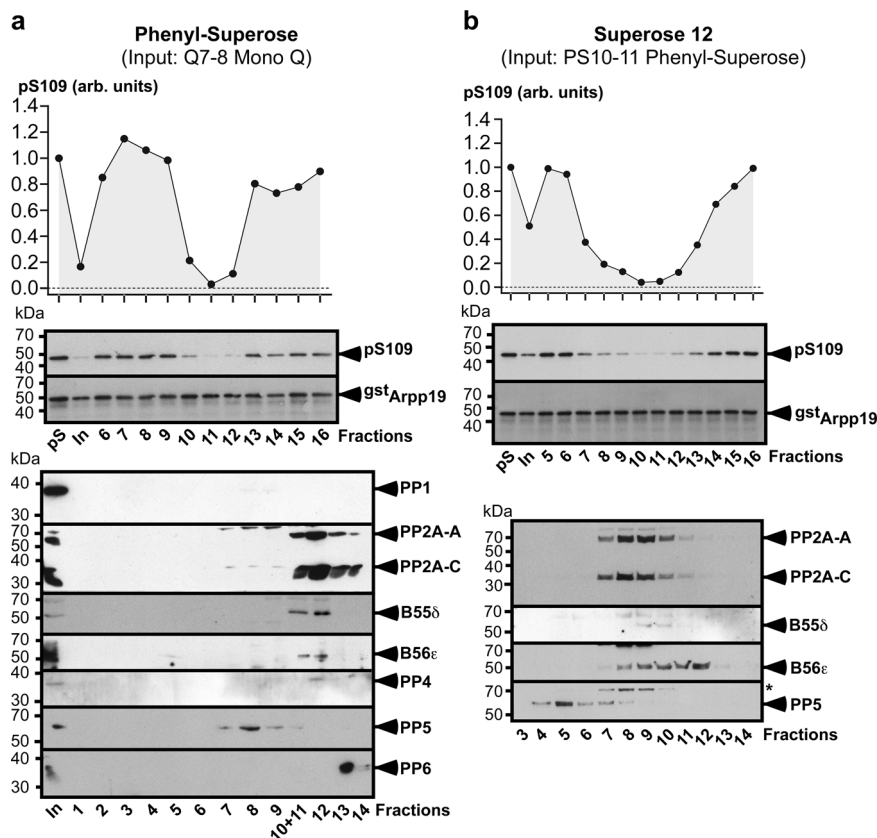 a
Phenyl-Superose
(Input: Q7-8 Mono Q)
pS109 (arb. units)
1.4
1.2
1.0
0.8
0.6
0.4
0.2
0.0
kDa
70
50
40
pS109
70
50
40
gstArpp19
pS In 6 7 8 9 10 11 12 13 14 15 16 Fractions
kDa
40
30
PP1
70
50
PP2A-A
40
30
PP2A-C
70
50
B55δ
70
50
B56ε
40
30
PP4
70
50
PP5
40
30
PP6
In 1 2 3 4 5 6 7 8 9 10+11 12 13 14 Fractions
b
Superose 12
(Input: PS10-11 Phenyl-Superose)
pS109 (arb. units)
1.4
1.2
1.0
0.8
0.6
0.4
0.2
0.0
kDa
70
50
40
pS109
70
50
40
gstArpp19
pS In 5 6 7 8 9 10 11 12 13 14 15 16 Fractions
kDa
70
50
PP2A-A
40
30
PP2A-C
70
50
B55δ
70
50
B56ε
70
*
50
PP5
3 4 5 6 7 8 9 10 11 12 13 14 Fractions